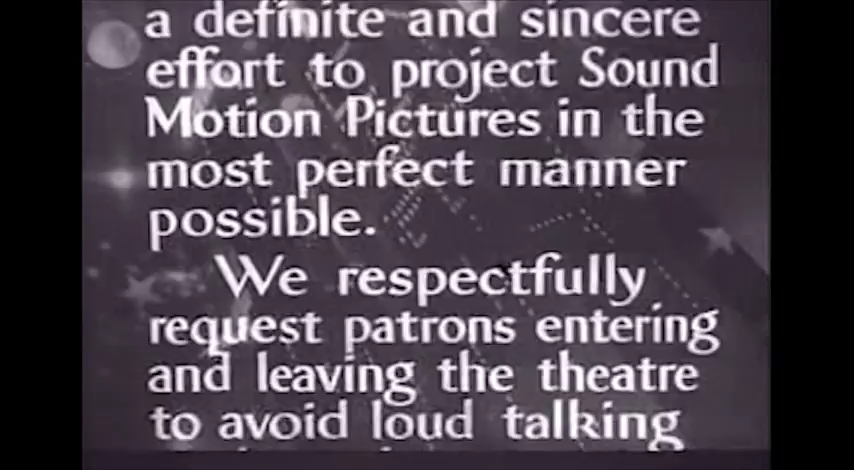 a definite and sincere
effort to project Sound
Motion Pictures in the
most perfect manner
possible.
We respectfully
request patrons entering
and leaving the theatre
to avoid loud talking